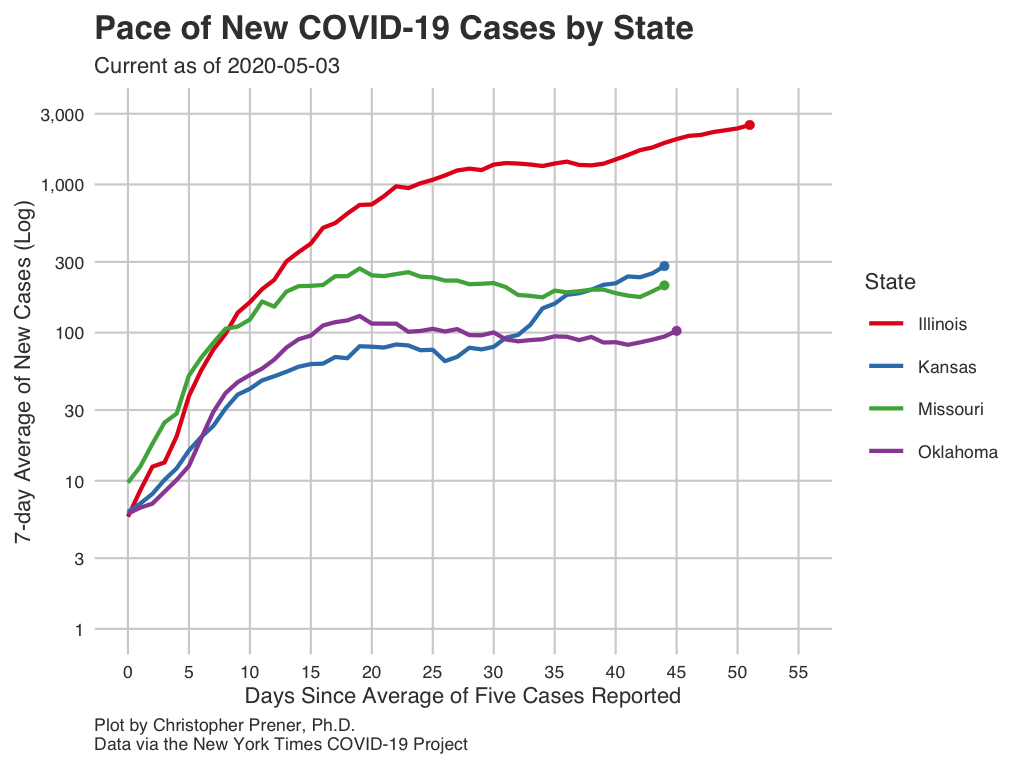 Pace of New COVID-19 Cases by State
Current as of 2020-05-03
7-day Average of New Cases (Log)
3,000
1,000
300
100
30
10
3
1
0 5 10 15 20 25 30 35 40 45 50 55
Days Since Average of Five Cases Reported
State
Illinois
Kansas
Missouri
Oklahoma
Plot by Christopher Prener, Ph.D.
Data via the New York Times COVID-19 Project